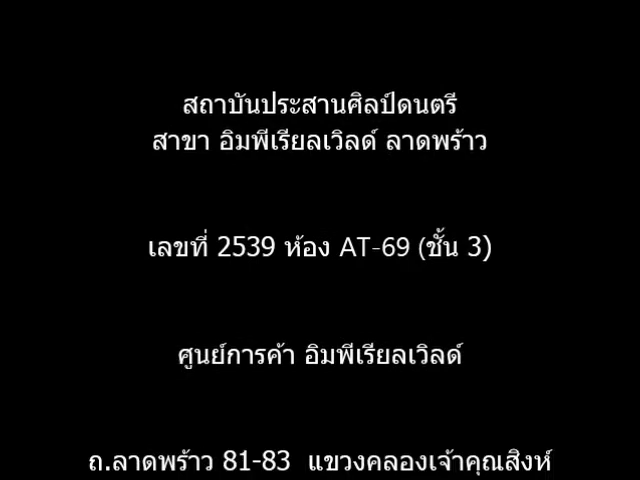 สถาบันประสานศิลป์ดนตรี
สาขา อิมพีเรียลเวิลด์ ลาดพร้าว
เลขที่ 2539 ห้อง AT-69 (ชั้น 3)
ศูนย์การค้า อิมพีเรียลเวิลด์
ถ.ลาดพร้าว 81-83 แขวงคลองเจ้าคุณสิงห์